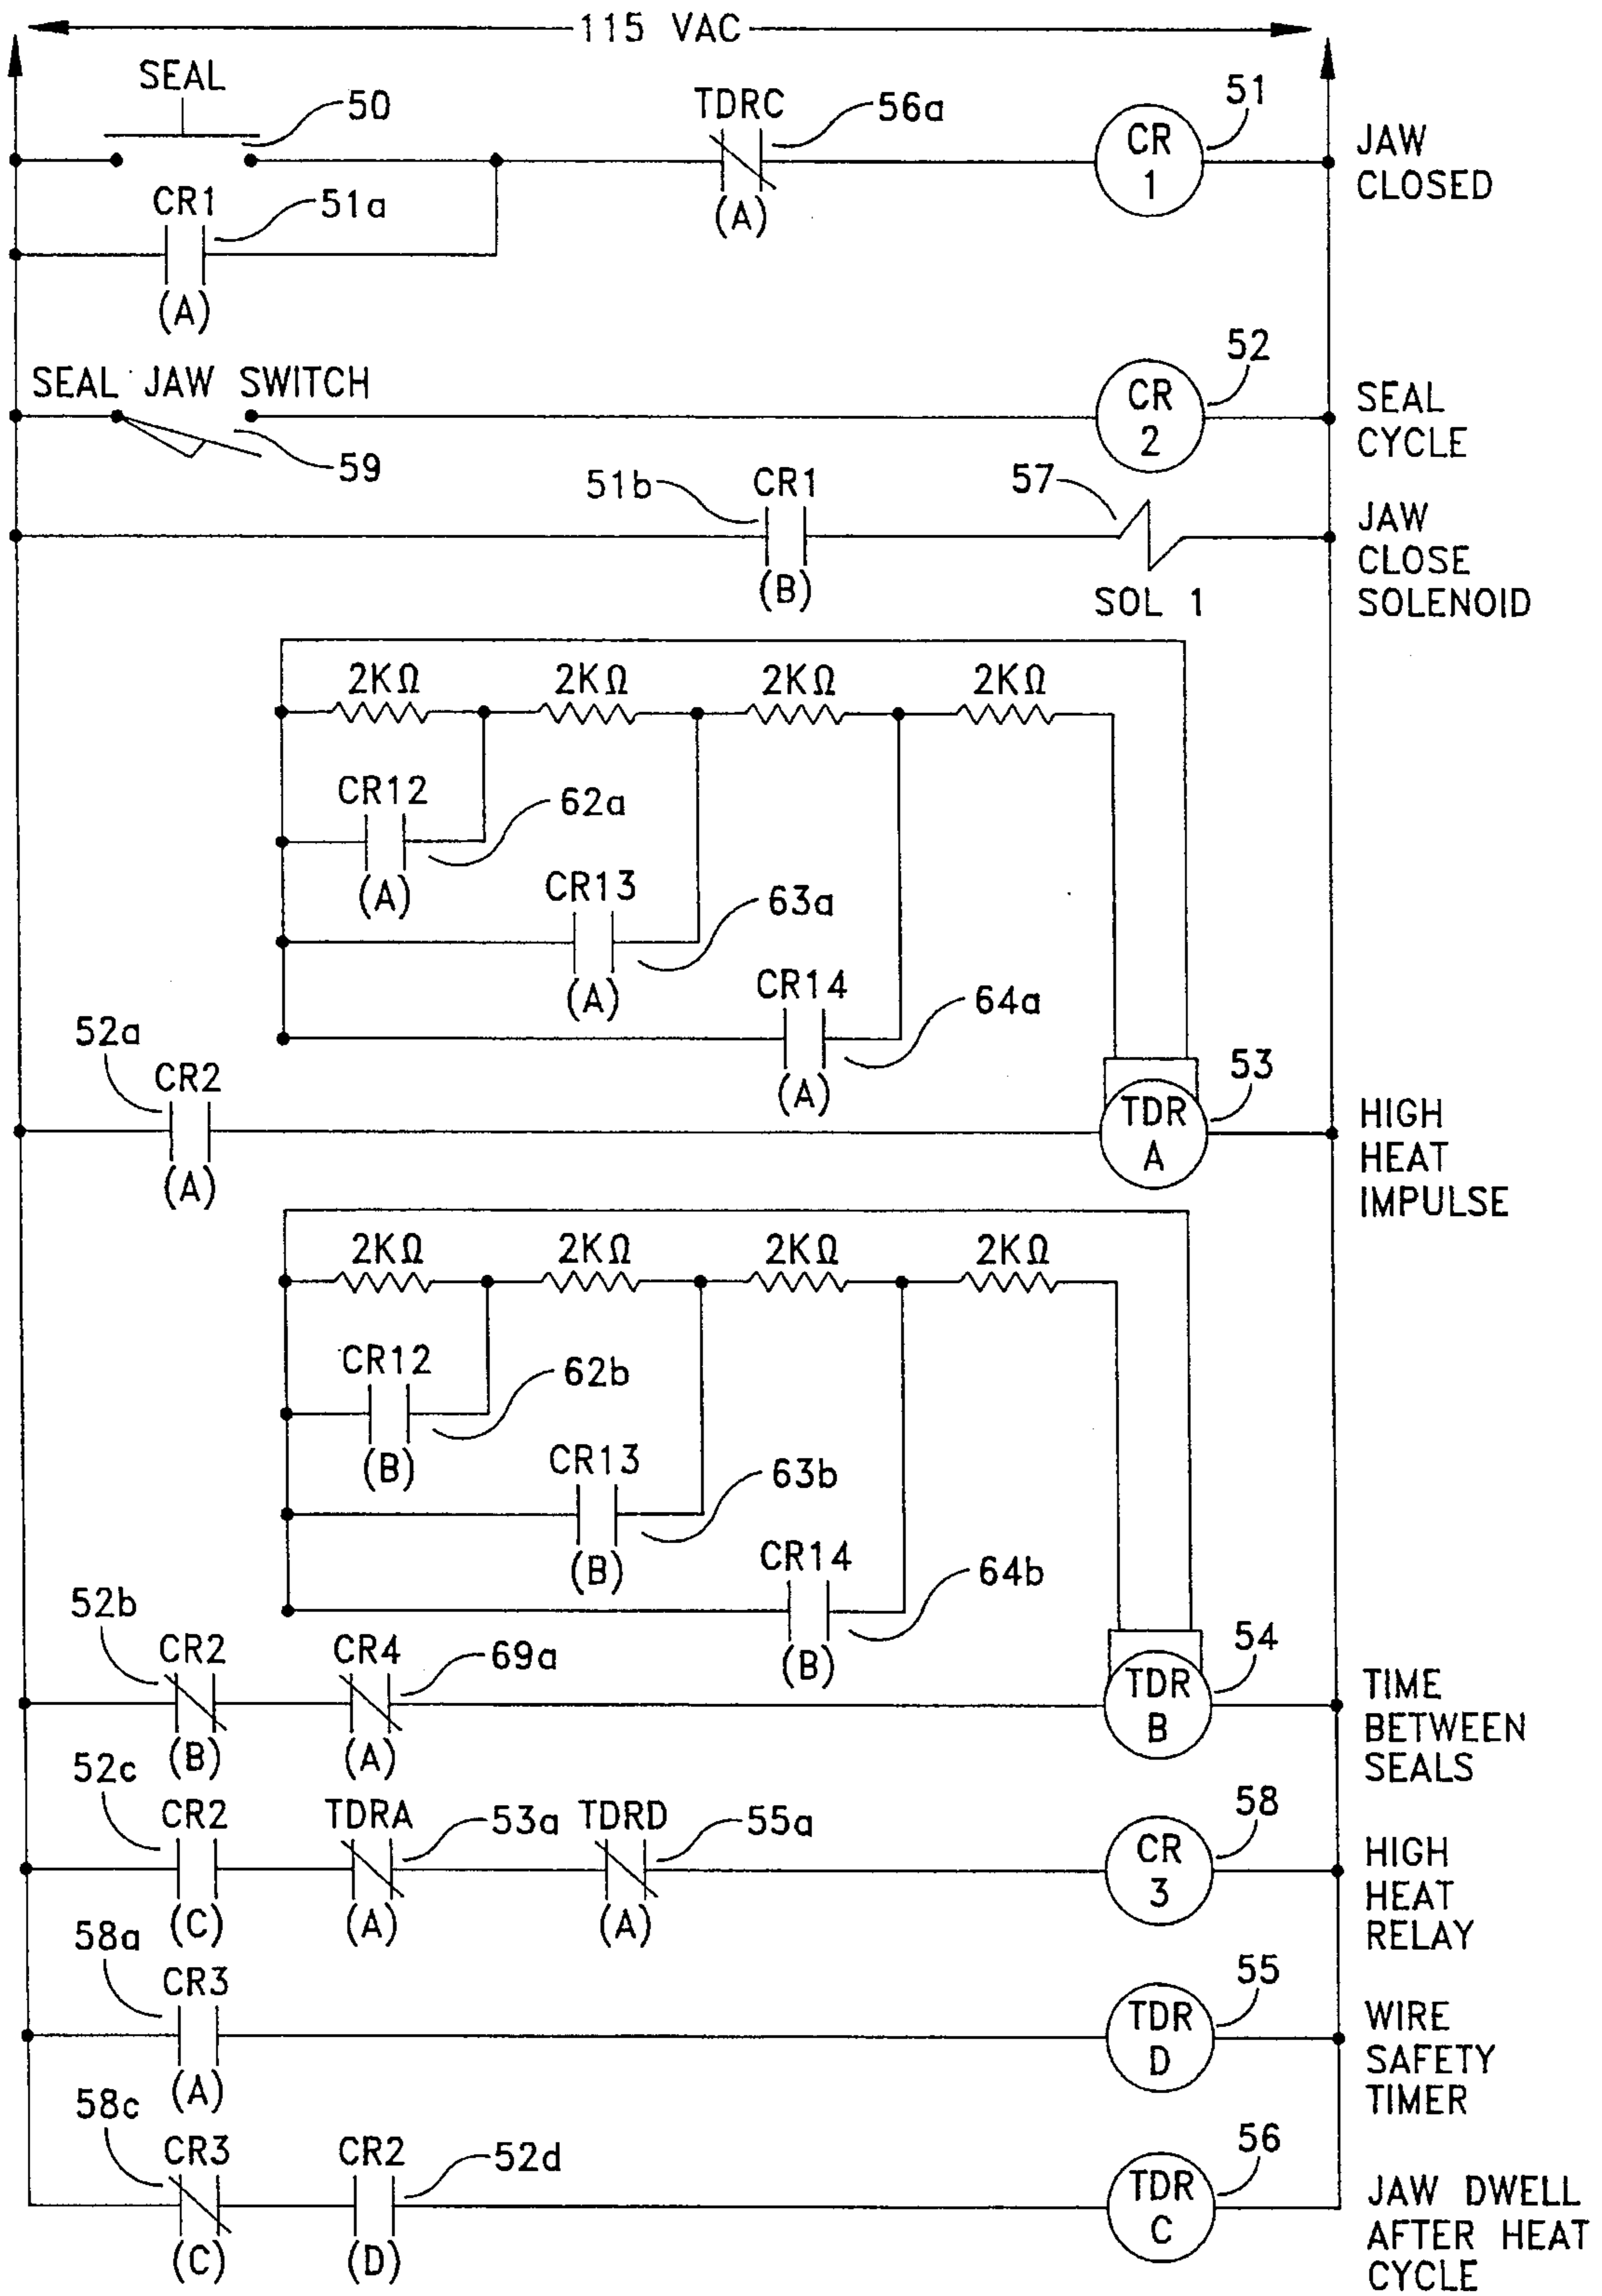 115 VAC
SEAL
50
TDRC
56a
51
CR
1
JAW
CLOSED
(A)
CR1
51a
(A)
SEAL JAW SWITCH
59
52
CR
2
SEAL
CYCLE
51b
CR1
(B)
57
SOL 1
JAW
CLOSE
SOLENOID
2KΩ 2KΩ 2KΩ 2KΩ
CR12
62a
(A)
CR13
63a
(A)
CR14
64a
(A)
52a
CR2
(A)
53
TDR
A
HIGH
HEAT
IMPULSE
2KΩ 2KΩ 2KΩ 2KΩ
CR12
62b
(B)
CR13
63b
(B)
CR14
64b
(B)
52b
CR2
(B)
CR4
69a
(A)
54
TDR
B
TIME
BETWEEN
SEALS
52c
CR2
(C)
TDRA
53a
(A)
TDRD
55a
(A)
58
CR
3
HIGH
HEAT
RELAY
58a
CR3
(A)
55
TDR
D
WIRE
SAFETY
TIMER
58c
CR3
(C)
CR2
52d
(D)
56
TDR
C
JAW DWELL
AFTER HEAT
CYCLE